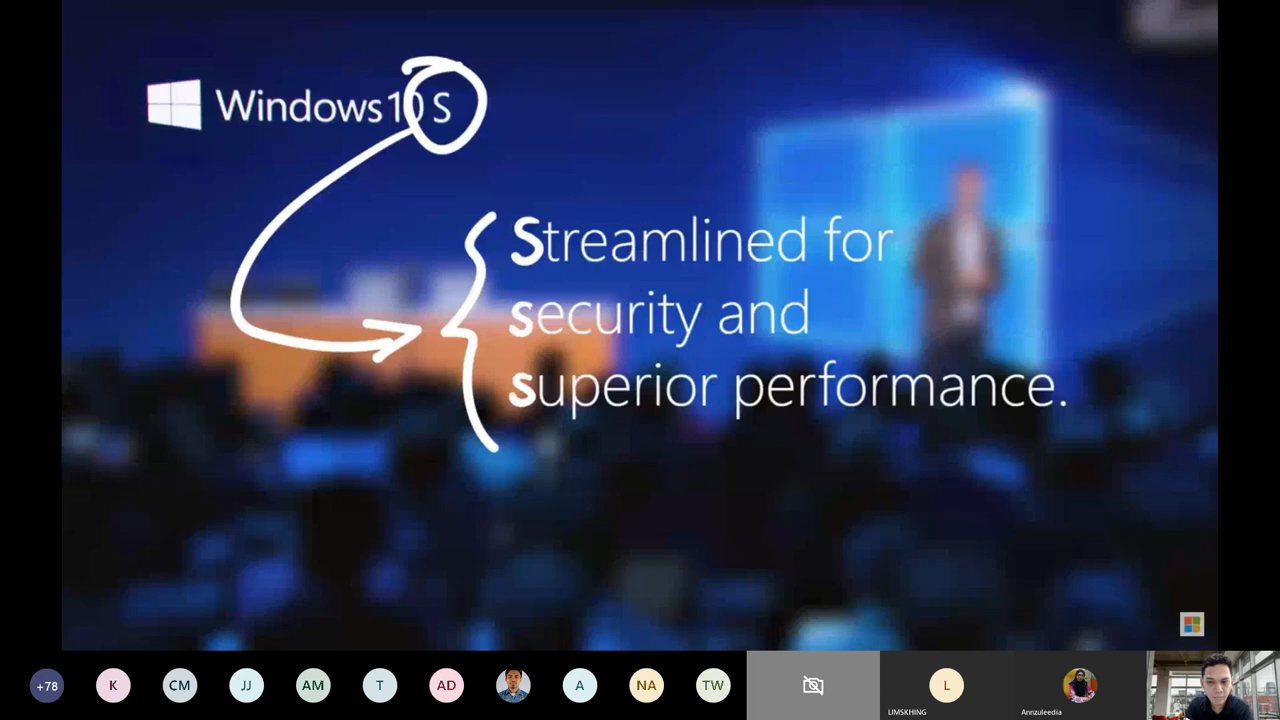 Windows 10 S
Streamlined for
security and
superior performance.
+78
K
CM
JJ
AM
T
AD
A
NA
TW
L
LIMSKHING
Annzuleedia